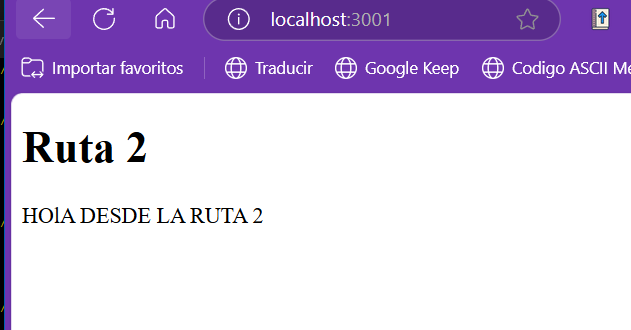 localhost:3001
Importar favoritos Traducir Google Keep Codigo ASCII Me
Ruta 2
HOlA DESDE LA RUTA 2